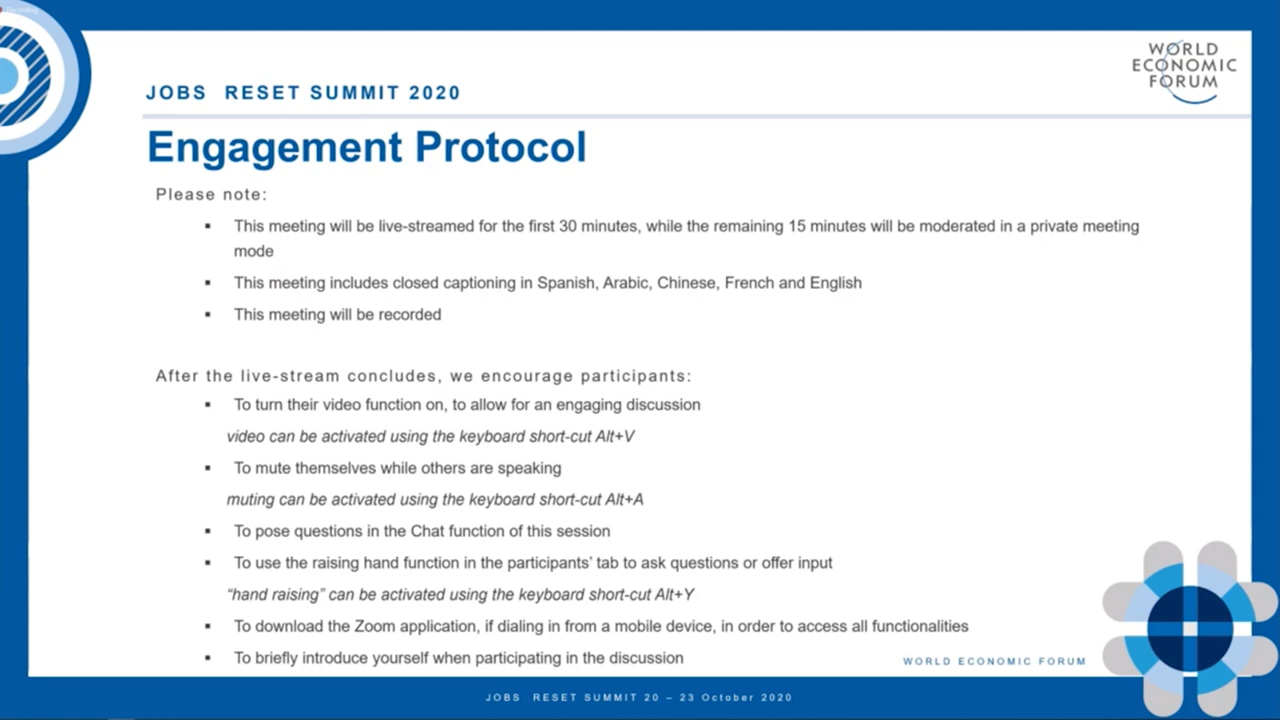 Recording
WORLD
ECONOMIC
FORUM
JOBS RESET SUMMIT 2020
Engagement Protocol
Please note:
▪ This meeting will be live-streamed for the first 30 minutes, while the remaining 15 minutes will be moderated in a private meeting
mode
▪ This meeting includes closed captioning in Spanish, Arabic, Chinese, French and English
▪ This meeting will be recorded
After the live-stream concludes, we encourage participants:
▪ To turn their video function on, to allow for an engaging discussion
video can be activated using the keyboard short-cut Alt+V
▪ To mute themselves while others are speaking
muting can be activated using the keyboard short-cut Alt+A
▪ To pose questions in the Chat function of this session
▪ To use the raising hand function in the participants’ tab to ask questions or offer input
“hand raising” can be activated using the keyboard short-cut Alt+Y
▪ To download the Zoom application, if dialing in from a mobile device, in order to access all functionalities
▪ To briefly introduce yourself when participating in the discussion
WORLD ECONOMIC FORUM
JOBS RESET SUMMIT 20 – 23 October 2020